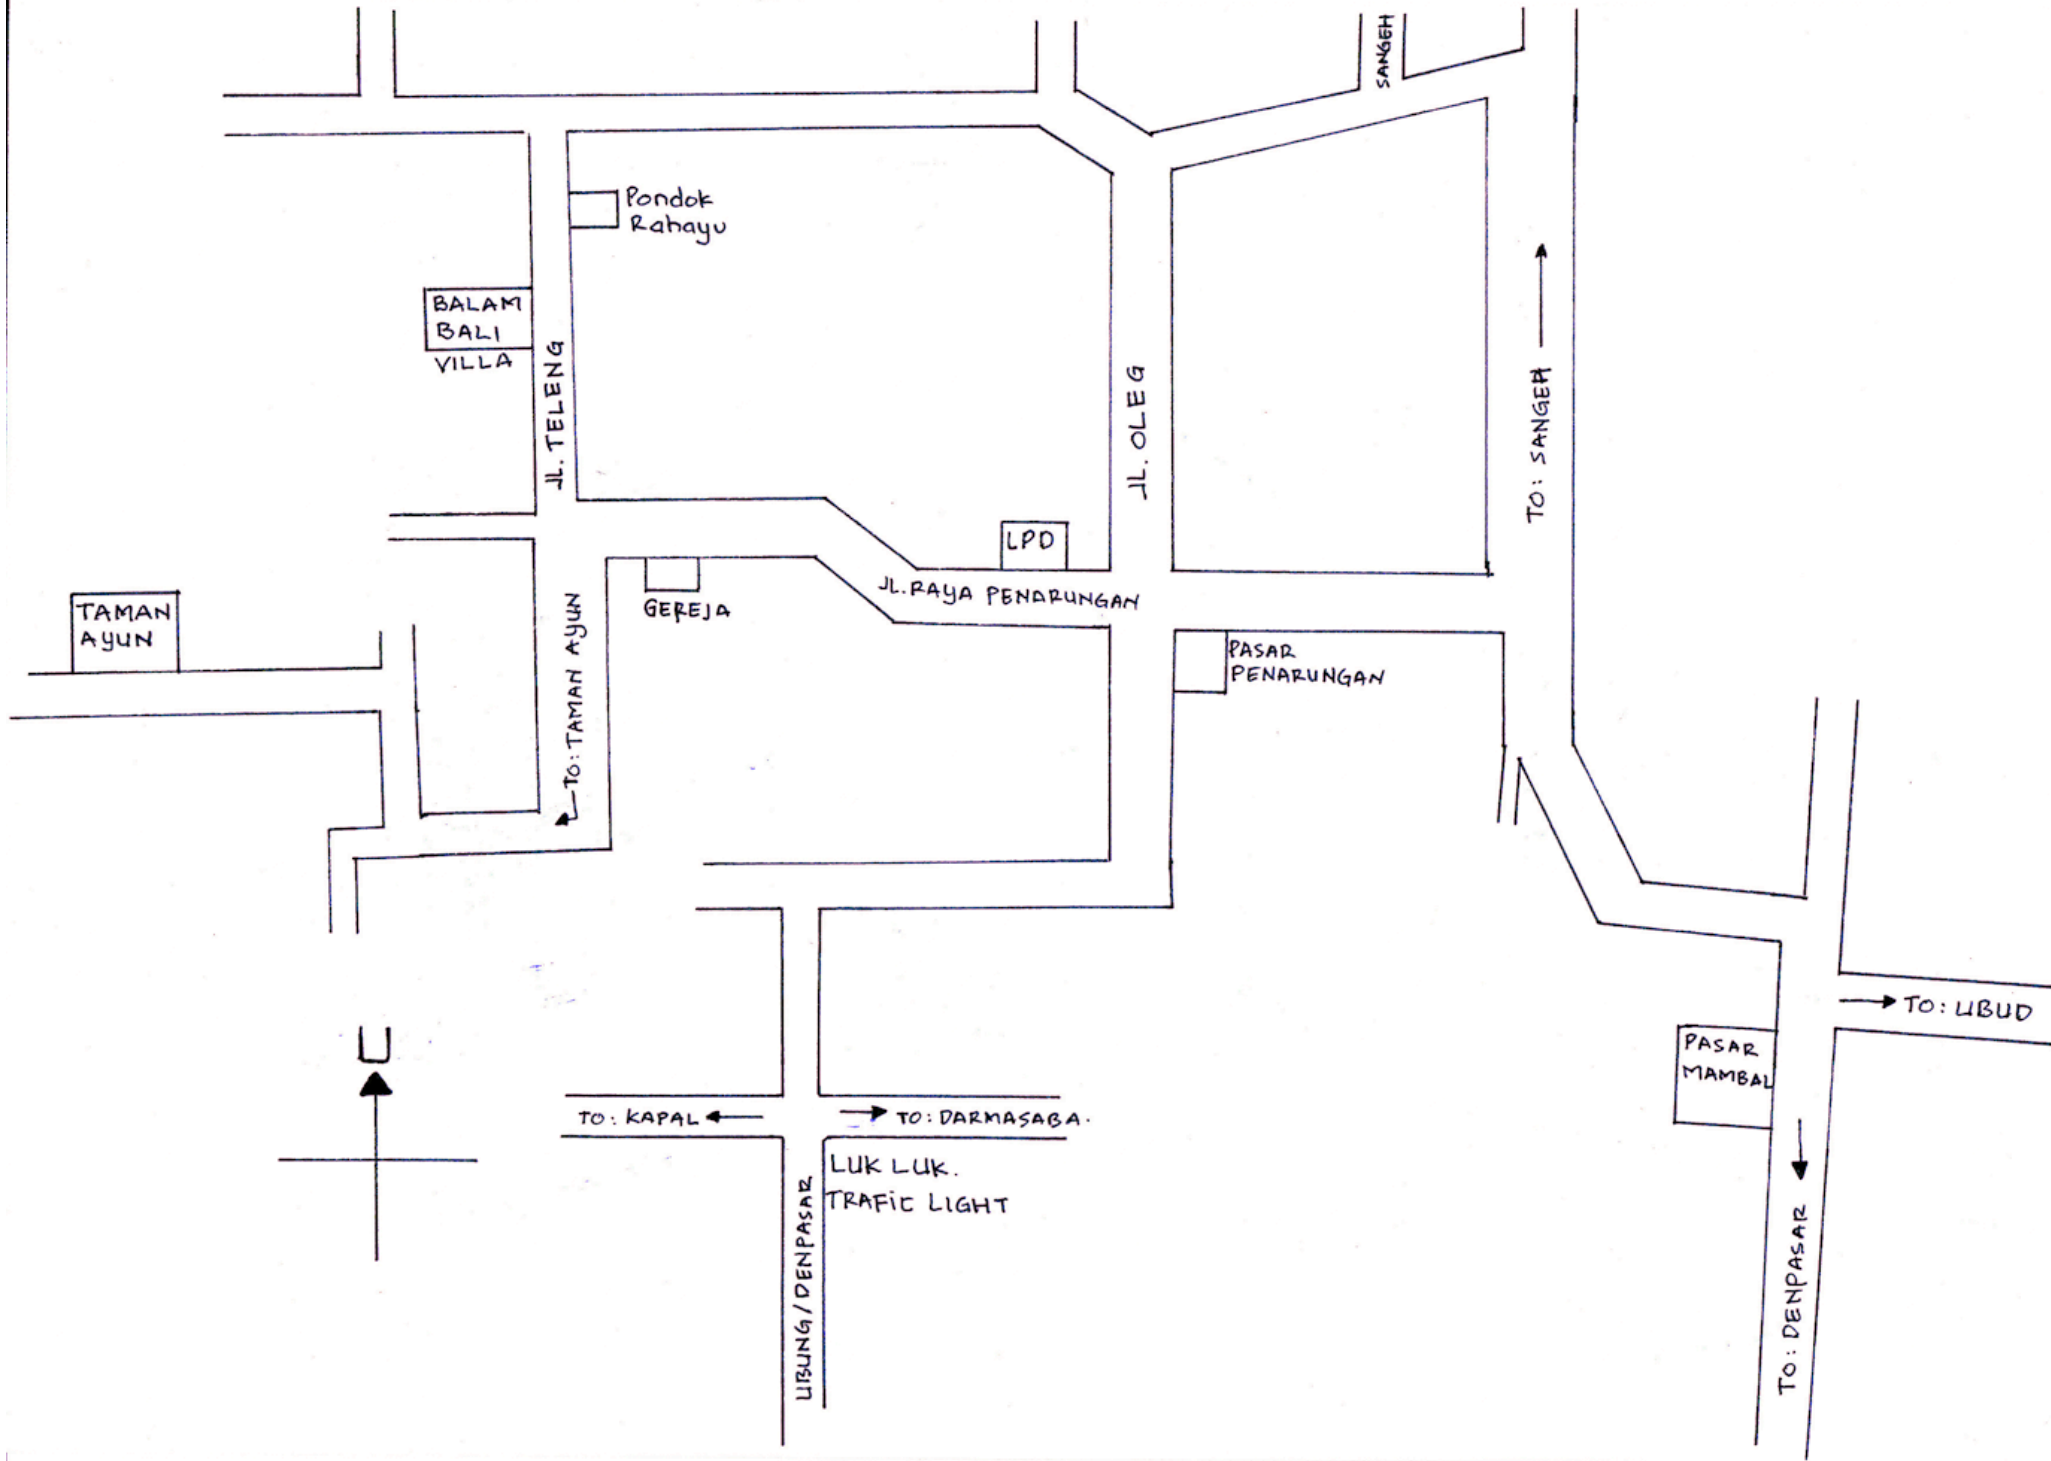 SANGEH
Pondok
Rahayu
BALAM
BALI
VILLA
JL. TELENG
JL. OLEG
TO: SANGEH
LPD
JL. RAYA PENARUNGAN
GEREJA
TAMAN
AYUN
TO: TAMAN AYUN
PASAR
PENARUNGAN
TO: UBUD
PASAR
MAMBAL
U
TO: KAPAL
TO: DARMASABA.
LUK LUK.
TRAFIC LIGHT
UBUNG / DENPASAR
TO: DENPASAR